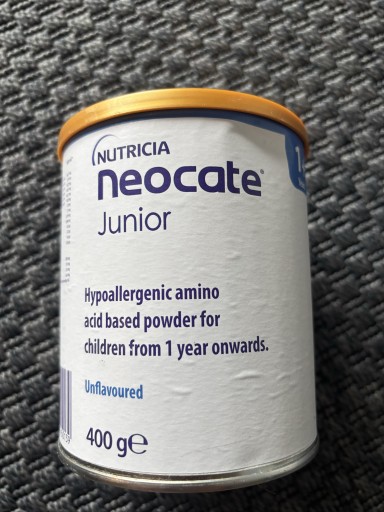 NUTRICIA
neocate®
Junior
Hypoallergenic amino
acid based powder for
children from 1 year onwards.
Unflavoured
400 g℮